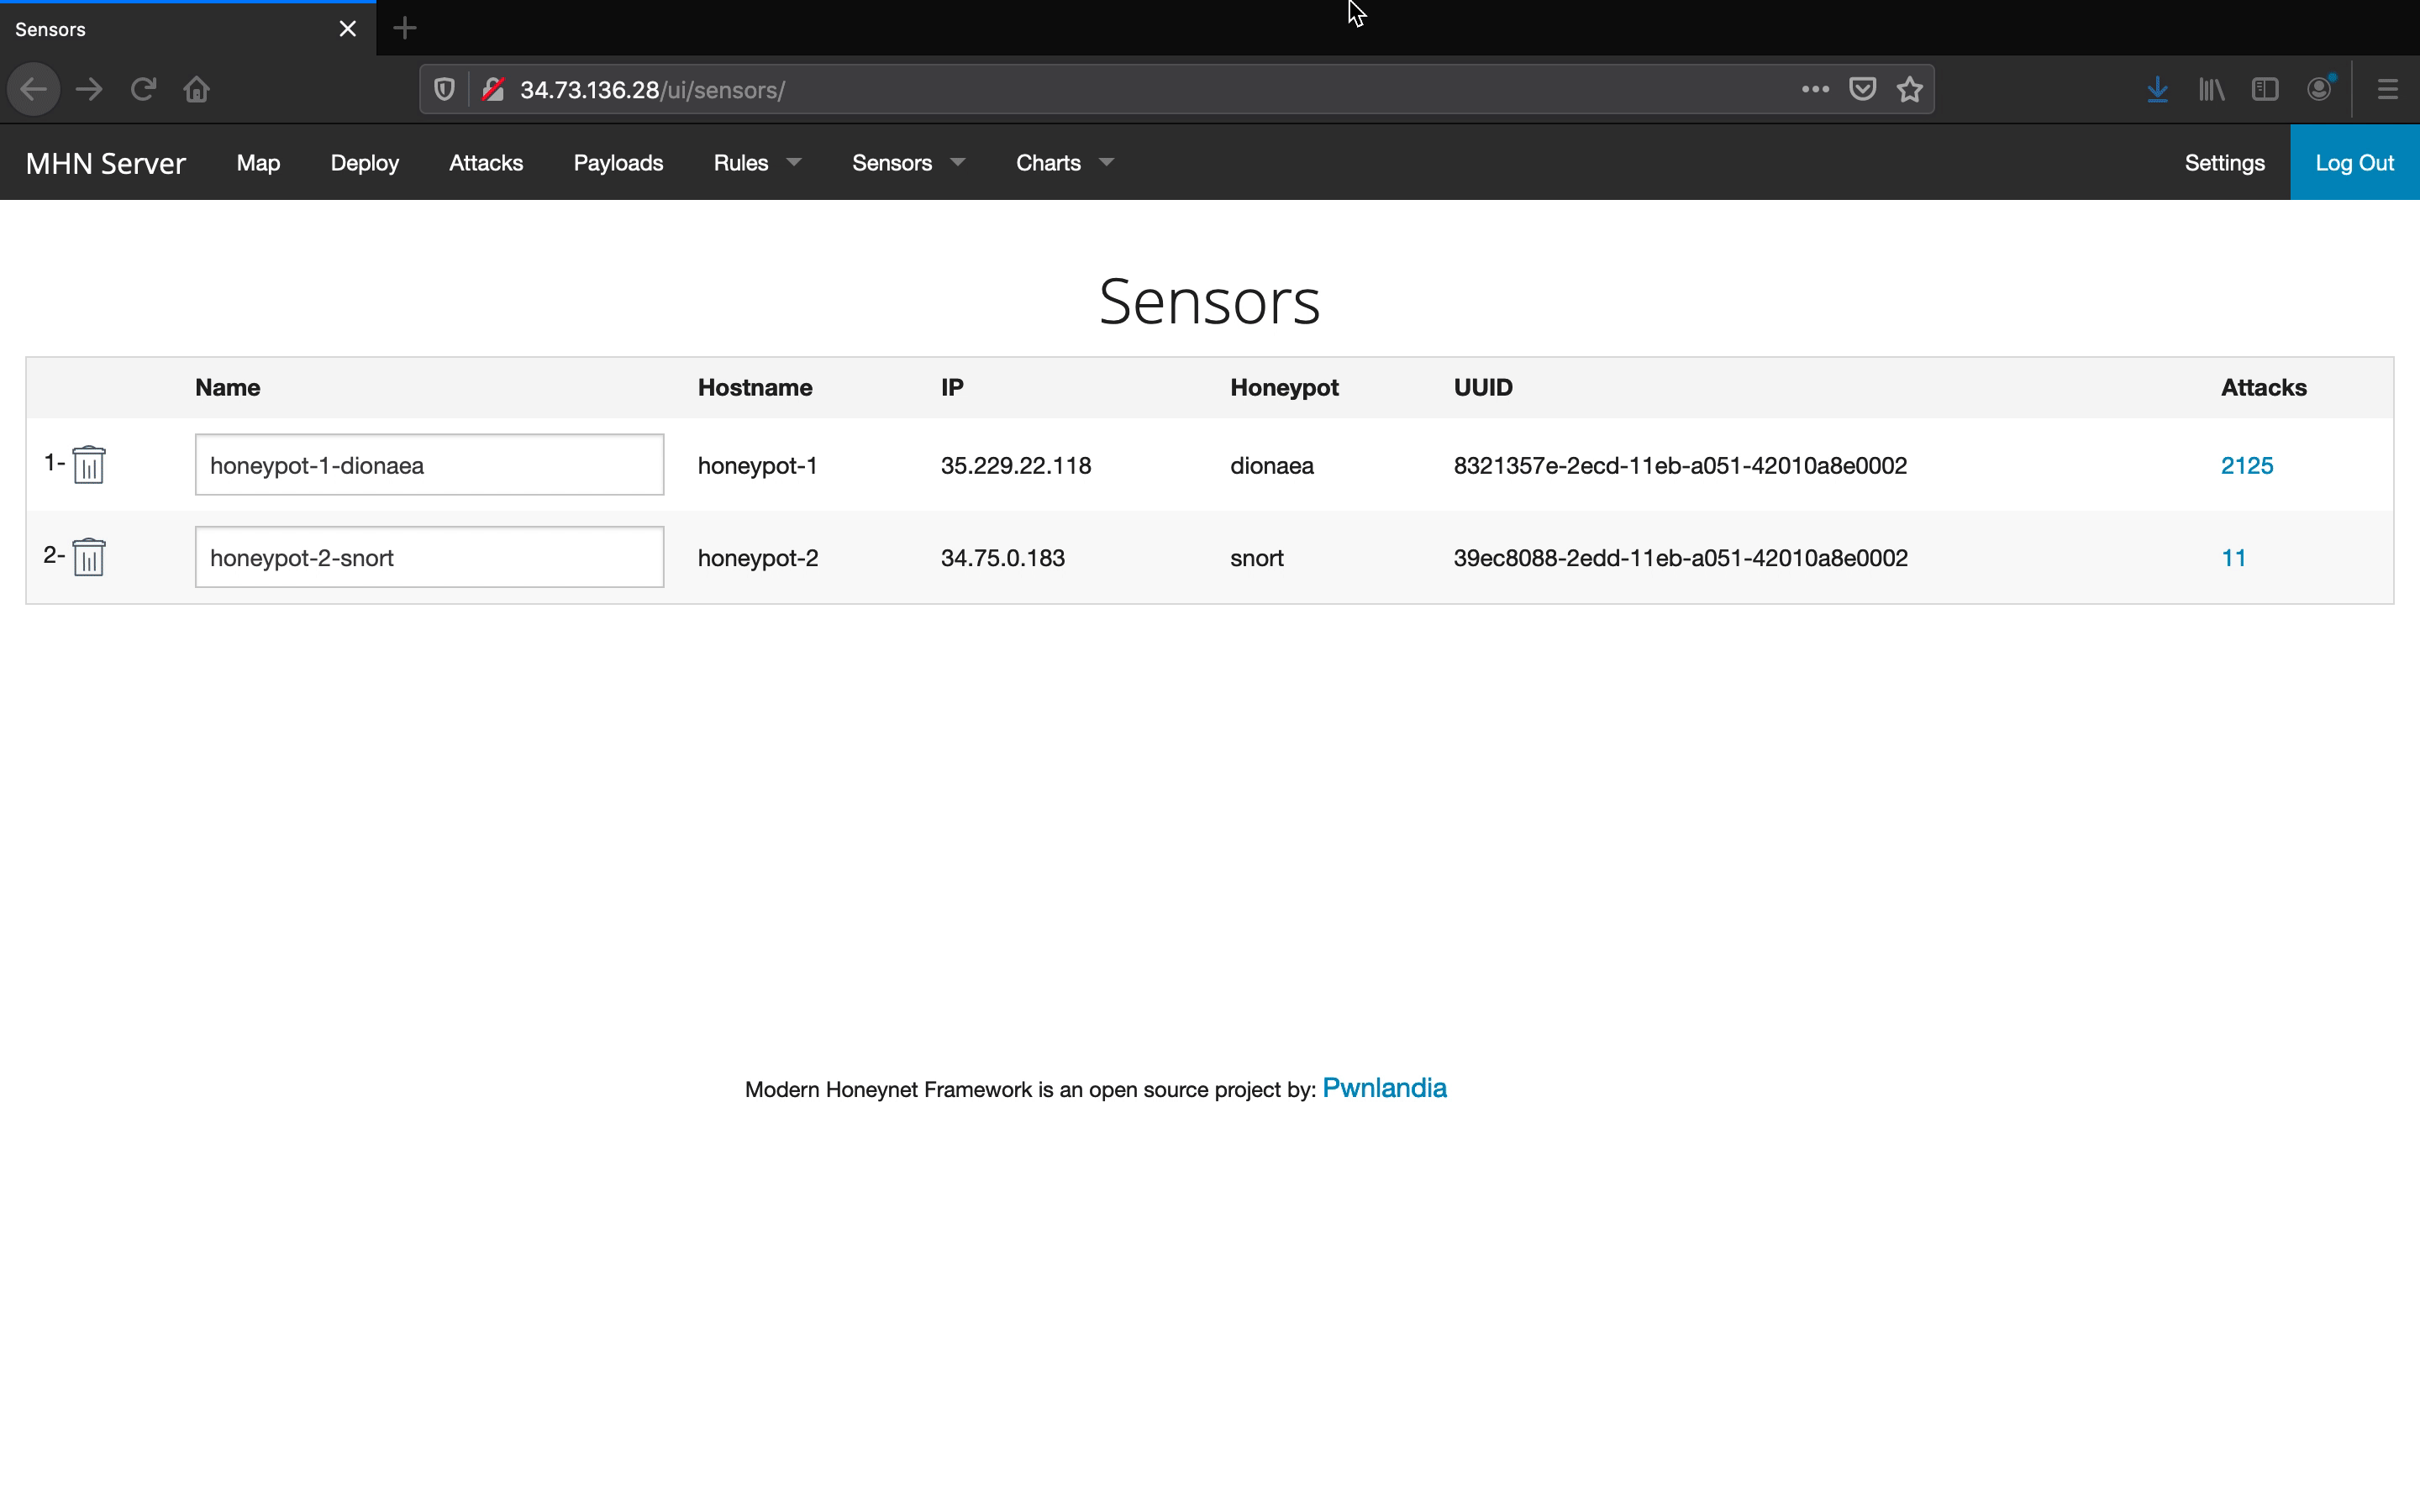 Sensors
34.73.136.28/ui/sensors/
MHN Server Map Deploy Attacks Payloads Rules Sensors Charts Settings Log Out
Sensors
Name Hostname IP Honeypot UUID Attacks
1- honeypot-1-dionaea honeypot-1 35.229.22.118 dionaea 8321357e-2ecd-11eb-a051-42010a8e0002 2125
2- honeypot-2-snort honeypot-2 34.75.0.183 snort 39ec8088-2edd-11eb-a051-42010a8e0002 11
Modern Honeynet Framework is an open source project by: Pwnlandia